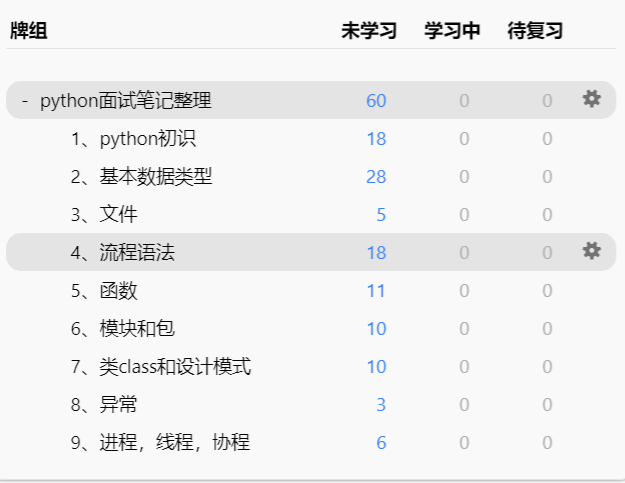 牌组 未学习 学习中 待复习
- python面试笔记整理 60 0 0
1、python初识 18 0 0
2、基本数据类型 28 0 0
3、文件 5 0 0
4、流程语法 18 0 0
5、函数 11 0 0
6、模块和包 10 0 0
7、类class和设计模式 10 0 0
8、异常 3 0 0
9、进程，线程，协程 6 0 0